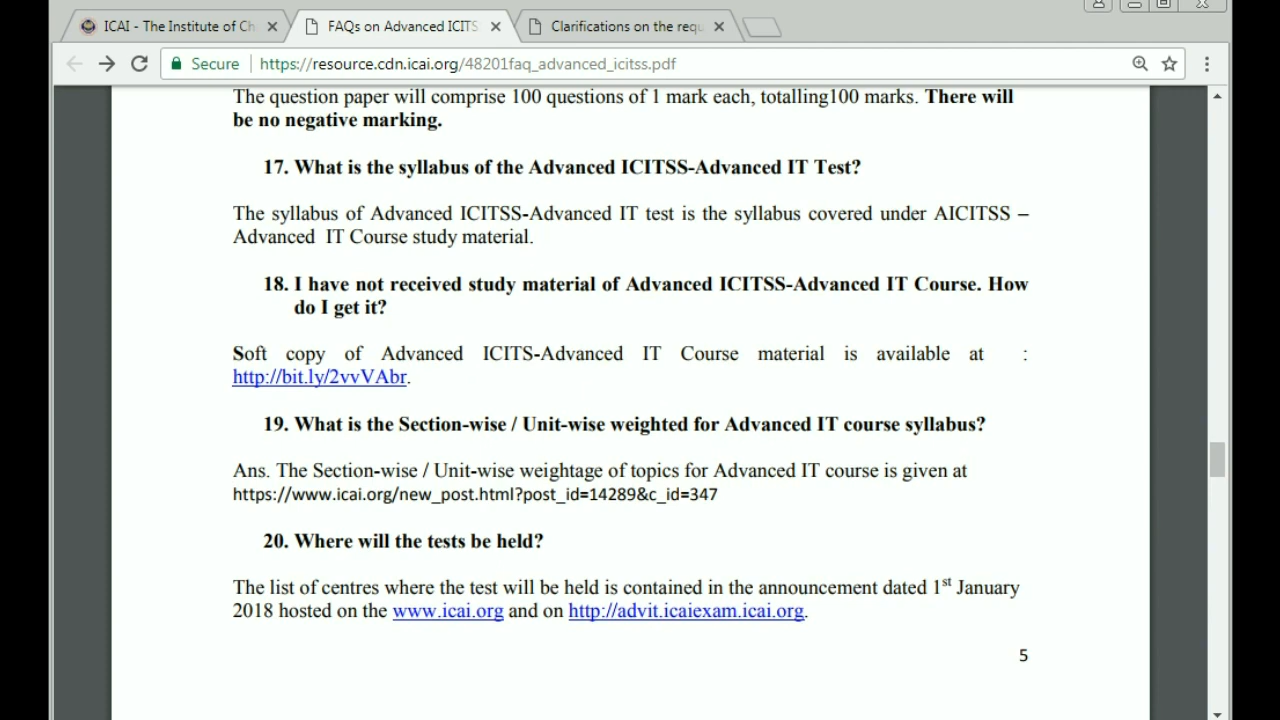 ICAI - The Institute of Ch
FAQs on Advanced ICITS
Clarifications on the requ
Secure
https://resource.cdn.icai.org/48201faq_advanced_icitss.pdf
The question paper will comprise 100 questions of 1 mark each, totalling100 marks. There will
be no negative marking.
17. What is the syllabus of the Advanced ICITSS-Advanced IT Test?
The syllabus of Advanced ICITSS-Advanced IT test is the syllabus covered under AICITSS –
Advanced IT Course study material.
18. I have not received study material of Advanced ICITSS-Advanced IT Course. How
do I get it?
Soft copy of Advanced ICITS-Advanced IT Course material is available at :
http://bit.ly/2vvVAbr.
19. What is the Section-wise / Unit-wise weighted for Advanced IT course syllabus?
Ans. The Section-wise / Unit-wise weightage of topics for Advanced IT course is given at
https://www.icai.org/new_post.html?post_id=14289&c_id=347
20. Where will the tests be held?
The list of centres where the test will be held is contained in the announcement dated 1st January
2018 hosted on the www.icai.org and on http://advit.icaiexam.icai.org.
5